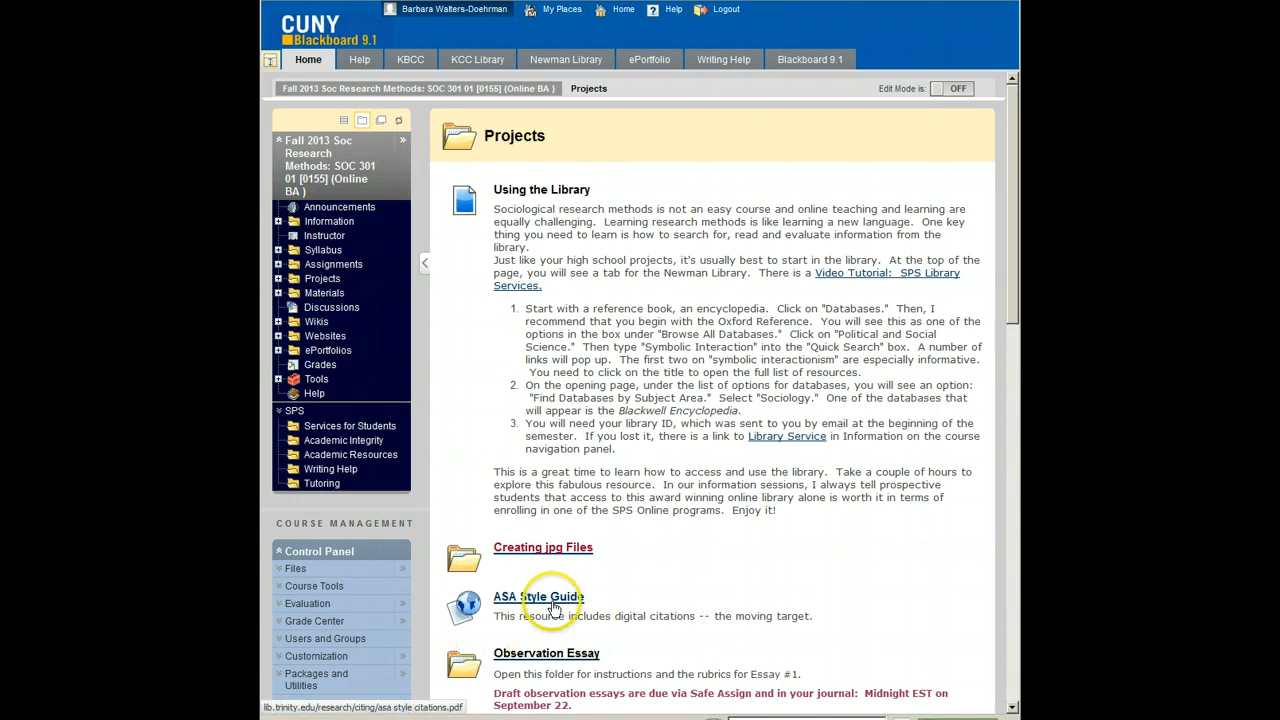 Barbara Walters-Doehrman My Places Home Help Logout
CUNY
Blackboard 9.1
Home Help KBCC KCC Library Newman Library ePortfolio Writing Help Blackboard 9.1
Fall 2013 Soc Research Methods: SOC 301 01 [0155] (Online BA ) Projects Edit Mode is: OFF
Fall 2013 Soc
Research
Methods: SOC 301
01 [0155] (Online
BA )
Announcements
Information
Instructor
Syllabus
Assignments
Projects
Materials
Discussions
Wikis
Websites
ePortfolios
Grades
Tools
Help
SPS
Services for Students
Academic Integrity
Academic Resources
Writing Help
Tutoring
COURSE MANAGEMENT
Control Panel
Files
Course Tools
Evaluation
Grade Center
Users and Groups
Customization
Packages and
Utilities
Projects
Using the Library
Sociological research methods is not an easy course and online teaching and learning are
equally challenging. Learning research methods is like learning a new language. One key
thing you need to learn is how to search for, read and evaluate information from the
library.
Just like your high school projects, it's usually best to start in the library. At the top of the
page, you will see a tab for the Newman Library. There is a Video Tutorial: SPS Library
Services.
1. Start with a reference book, an encyclopedia. Click on "Databases." Then, I
recommend that you begin with the Oxford Reference. You will see this as one of the
options in the box under "Browse All Databases." Click on "Political and Social
Science." Then type "Symbolic Interaction" into the "Quick Search" box. A number of
links will pop up. The first two on "symbolic interactionism" are especially informative.
You need to click on the title to open the full list of resources.
2. On the opening page, under the list of options for databases, you will see an option:
"Find Databases by Subject Area." Select "Sociology." One of the databases that
will appear is the Blackwell Encyclopedia.
3. You will need your library ID, which was sent to you by email at the beginning of the
semester. If you lost it, there is a link to Library Service in Information on the course
navigation panel.
This is a great time to learn how to access and use the library. Take a couple of hours to
explore this fabulous resource. In our information sessions, I always tell prospective
students that access to this award winning online library alone is worth it in terms of
enrolling in one of the SPS Online programs. Enjoy it!
Creating jpg Files
ASA Style Guide
This resource includes digital citations -- the moving target.
Observation Essay
Open this folder for instructions and the rubrics for Essay #1.
Draft observation essays are due via Safe Assign and in your journal: Midnight EST on
September 22.
lib.trinity.edu/research/citing/asa style citations.pdf